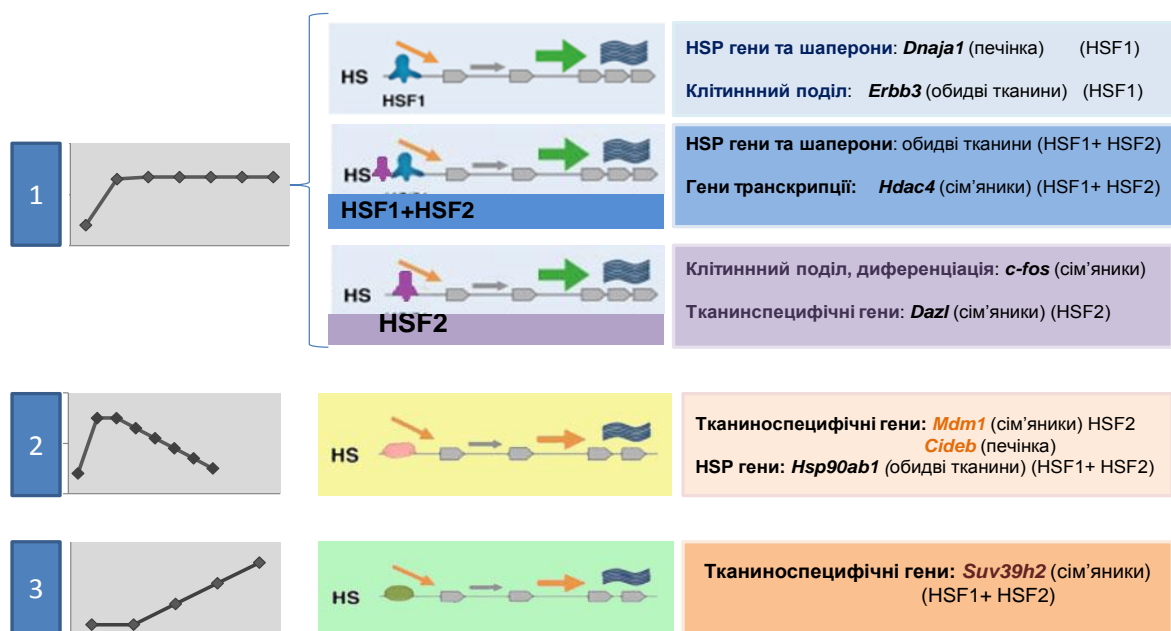 1
HS
HSF1
HSP гени та шаперони: Dnaja1 (печінка) (HSF1)
Клітиннний поділ: Erbb3 (обидві тканини) (HSF1)
HS
HSF1+HSF2
HSP гени та шаперони: обидві тканини (HSF1+ HSF2)
Гени транскрипції: Hdac4 (сім’яники) (HSF1+ HSF2)
HS
HSF2
Клітиннний поділ, диференціація: c-fos (сім’яники)
Тканинспецифічні гени: Dazl (сім’яники) (HSF2)
2
HS
Тканиноспецифічні гени: Mdm1 (сім’яники) HSF2
Cideb (печінка)
HSP гени: Hsp90ab1 (обидві тканини) (HSF1+ HSF2)
3
HS
Тканиноспецифічні гени: Suv39h2 (сім’яники)
(HSF1+ HSF2)